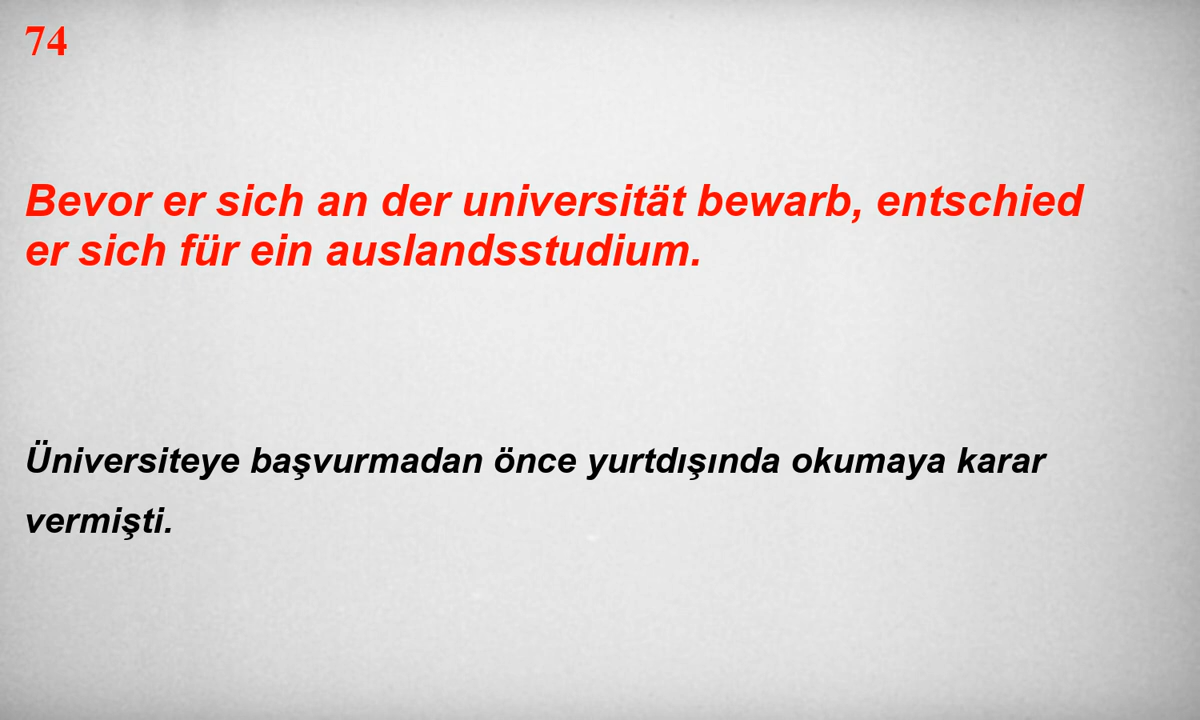 74
Bevor er sich an der universität bewarb, entschied
er sich für ein auslandsstudium.
Üniversiteye başvurmadan önce yurtdışında okumaya karar
vermişti.